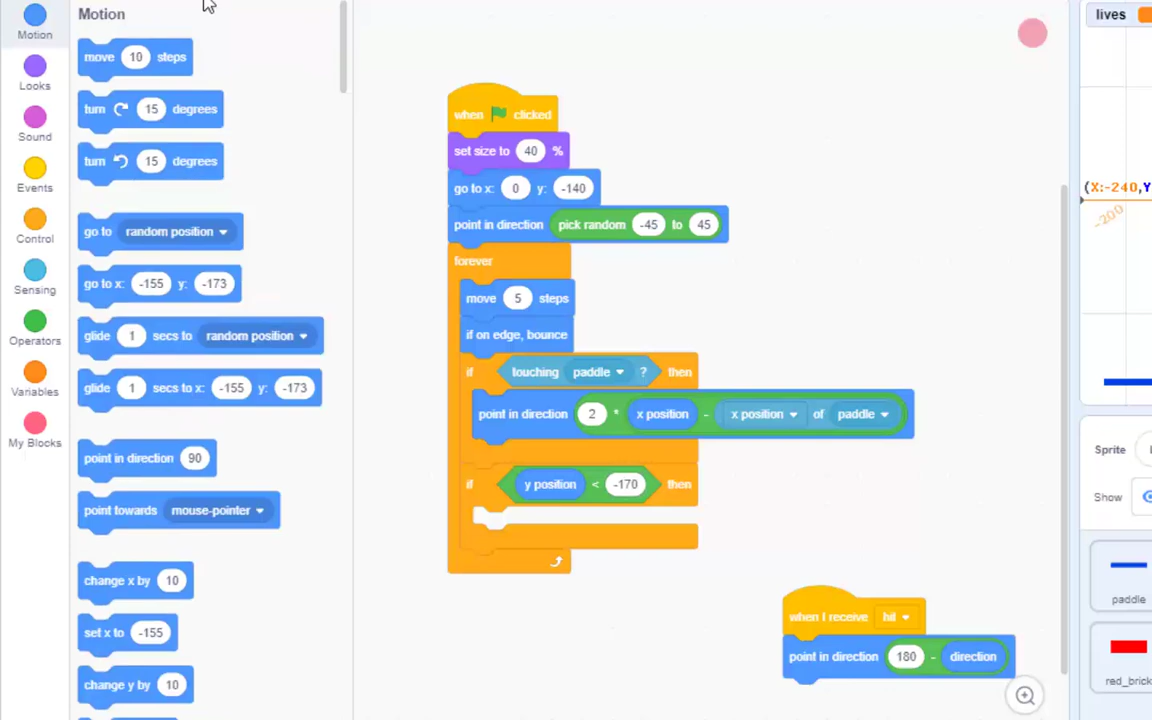 Motion
Looks
Sound
Events
Control
Sensing
Operators
Variables
My Blocks
Motion
move 10 steps
turn 15 degrees
turn 15 degrees
go to random position
go to x: -155 y: -173
glide 1 secs to random position
glide 1 secs to x: -155 y: -173
point in direction 90
point towards mouse-pointer
change x by 10
set x to -155
change y by 10
when clicked
set size to 40 %
go to x: 0 y: -140
point in direction pick random -45 to 45
forever
move 5 steps
if on edge, bounce
if touching paddle ? then
point in direction 2 * x position - x position of paddle
if y position < -170 then
when I receive hit
point in direction 180 - direction
lives
(X:-240,Y
-200
Sprite
Show
paddle
red_brick